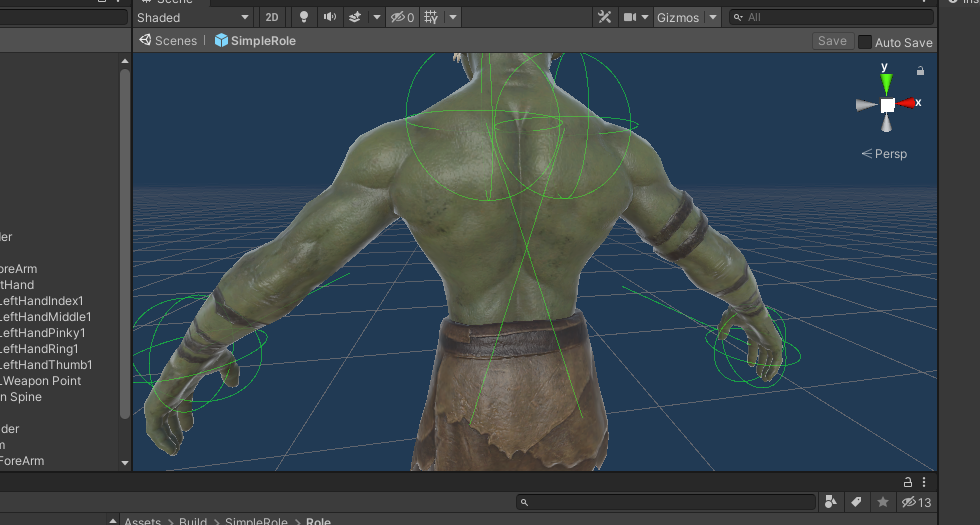 Scene
Shaded
2D
0
Gizmos
All
Scenes
SimpleRole
Save
Auto Save
y
x
Persp
der
oreArm
tHand
LeftHandIndex1
LeftHandMiddle1
LeftHandPinky1
LeftHandRing1
LeftHandThumb1
Weapon Point
n Spine
der
m
ForeArm
13
Assets > Build > SimpleRole > Role